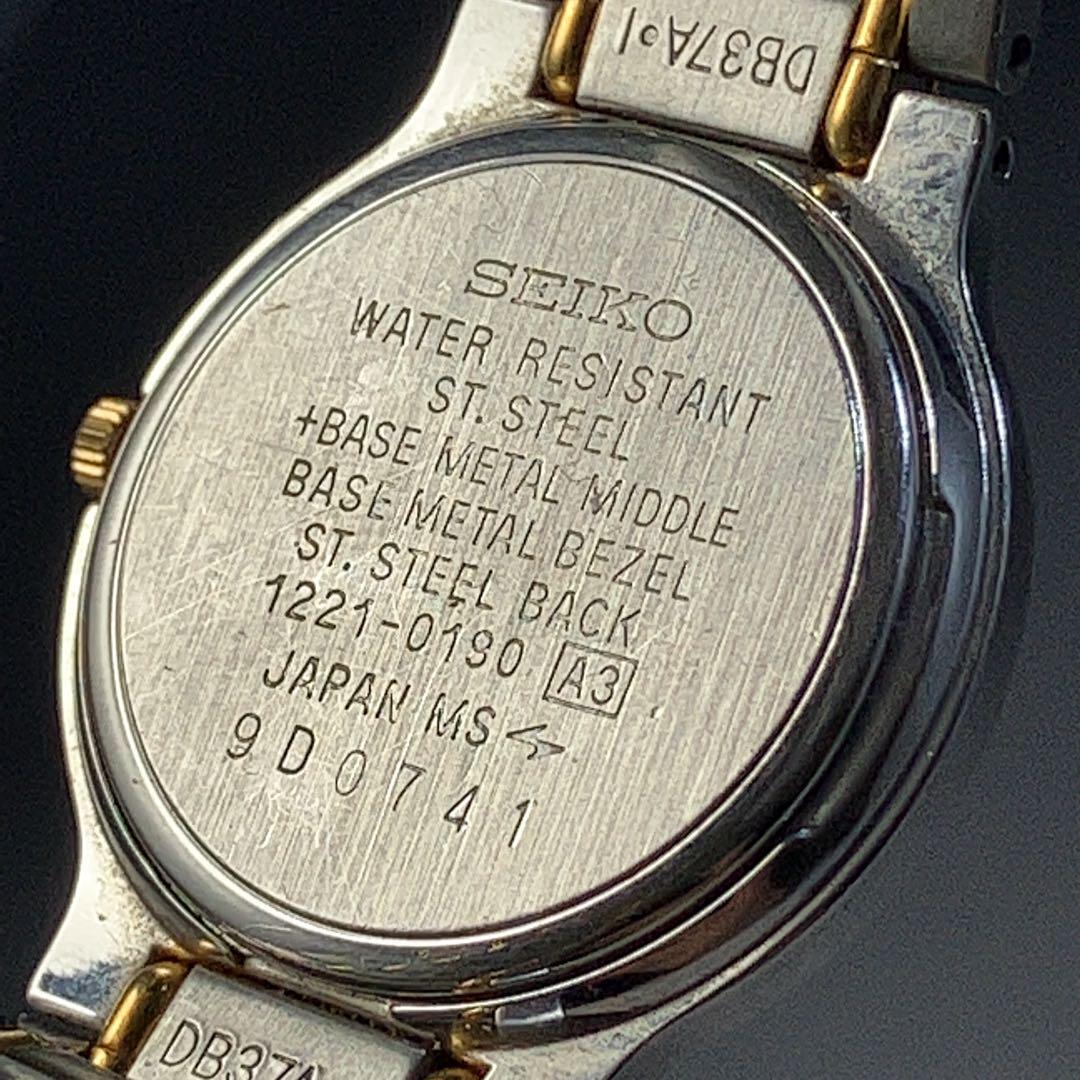 DB37A·I
SEIKO
WATER RESISTANT
ST. STEEL
+BASE METAL MIDDLE
BASE METAL BEZEL
ST. STEEL BACK
1221-0190 A3
JAPAN MS
9D0741
DB37A